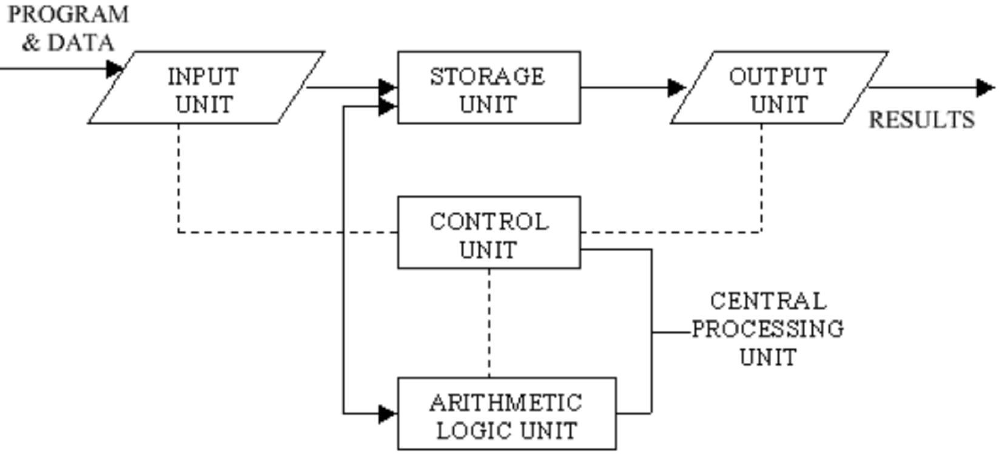 PROGRAM
& DATA
INPUT
UNIT
STORAGE
UNIT
OUTPUT
UNIT
RESULTS
CONTROL
UNIT
CENTRAL
PROCESSING
UNIT
ARITHMETIC
LOGIC UNIT